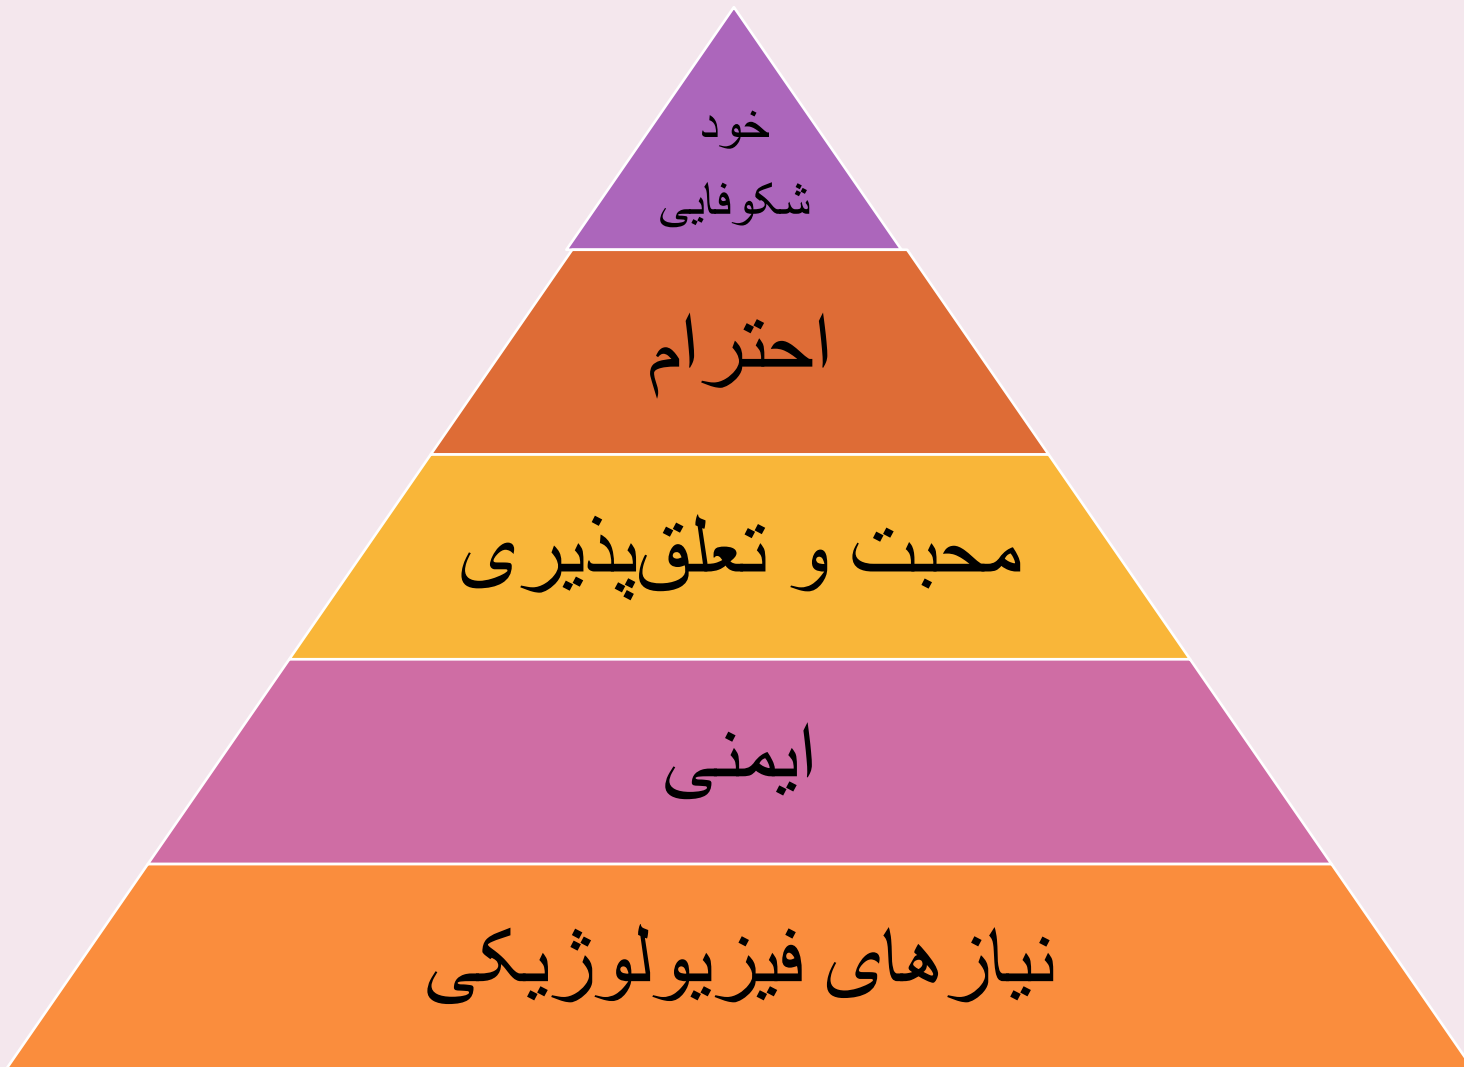 خود
شکوفایی
احترام
محبت و تعلق‌پذیری
ایمنی
نیازهای فیزیولوژیکی